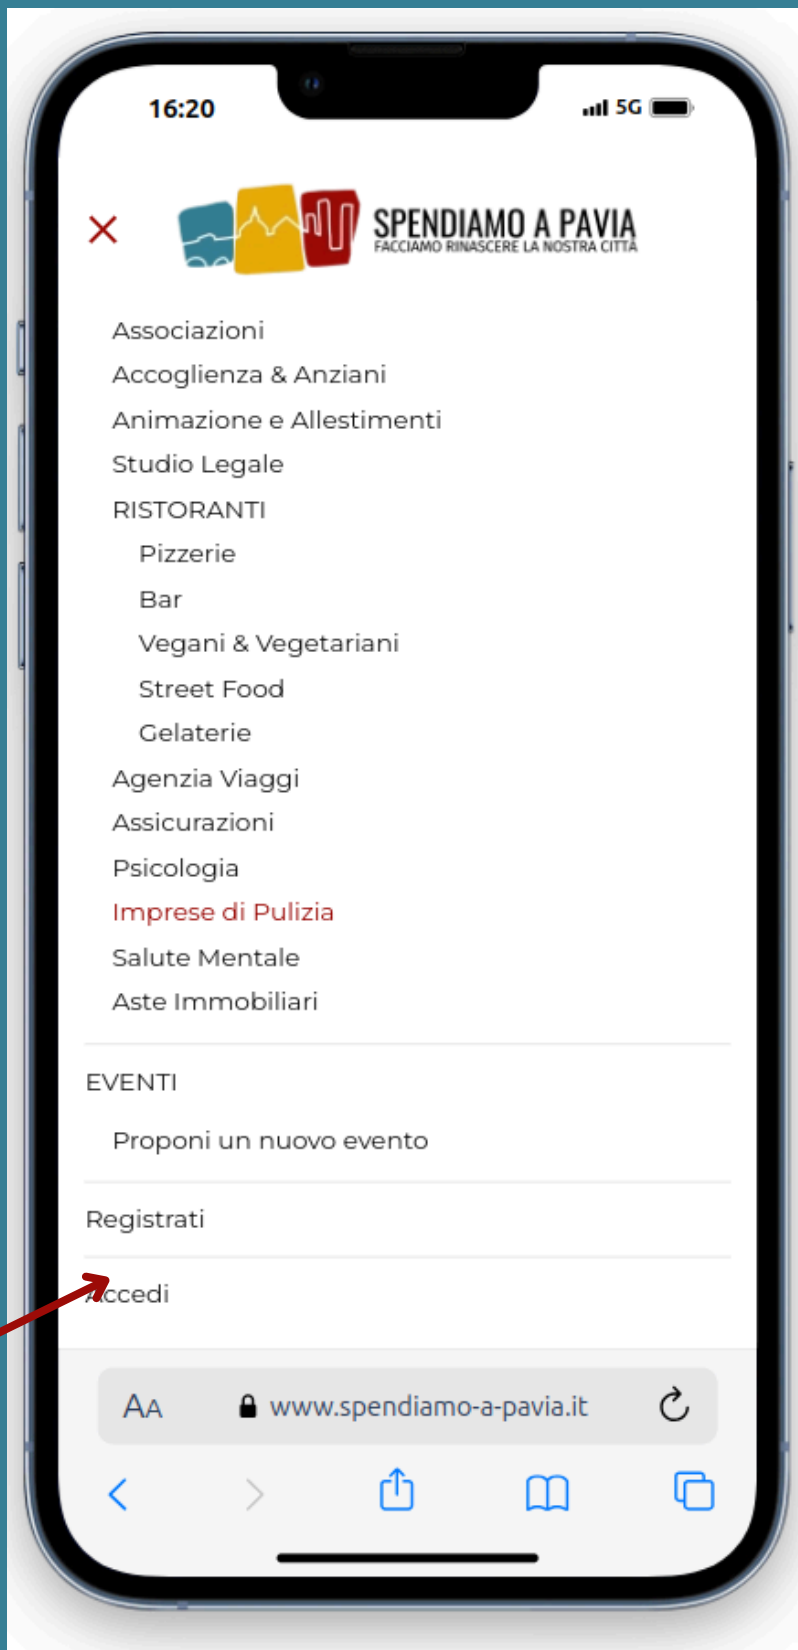 16:20
5G
SPENDIAMO A PAVIA
FACCIAMO RINASCERE LA NOSTRA CITTÀ
Associazioni
Accoglienza & Anziani
Animazione e Allestimenti
Studio Legale
RISTORANTI
Pizzerie
Bar
Vegani & Vegetariani
Street Food
Gelaterie
Agenzia Viaggi
Assicurazioni
Psicologia
Imprese di Pulizia
Salute Mentale
Aste Immobiliari
EVENTI
Proponi un nuovo evento
Registrati
Accedi
AA www.spendiamo-a-pavia.it